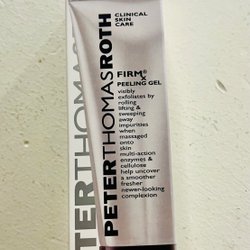 CLINICAL
SKIN
CARE
PETERTHOMASROTH
FIRMX®
PEELING GEL
visibly
exfoliates by
rolling
lifting &
sweeping
away
impurities
when
massaged
onto
skin
multi-action
enzymes &
cellulose
help uncover
a smoother
fresher
newer-looking
complexion
TERTHOMAS